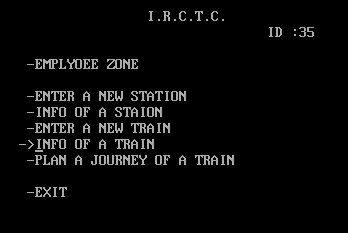 I.R.C.T.C.
ID :35
-EMPLYOEE ZONE
-ENTER A NEW STATION
-INFO OF A STAION
-ENTER A NEW TRAIN
->INFO OF A TRAIN
-PLAN A JOURNEY OF A TRAIN
-EXIT